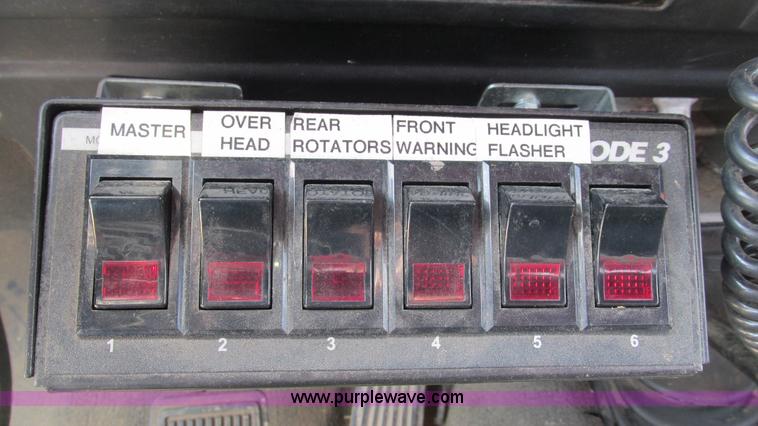 MASTER
OVER
HEAD
REAR
ROTATORS
FRONT
WARNING
HEADLIGHT
FLASHER
ODE 3
1 2 3 4 5 6
www.purplewave.com